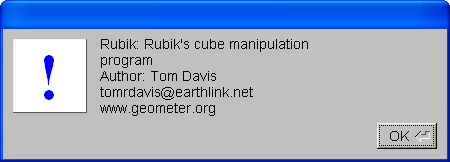 Rubik: Rubik's cube manipulation
program
Author: Tom Davis
tomrdavis@earthlink.net
www.geometer.org
!
OK